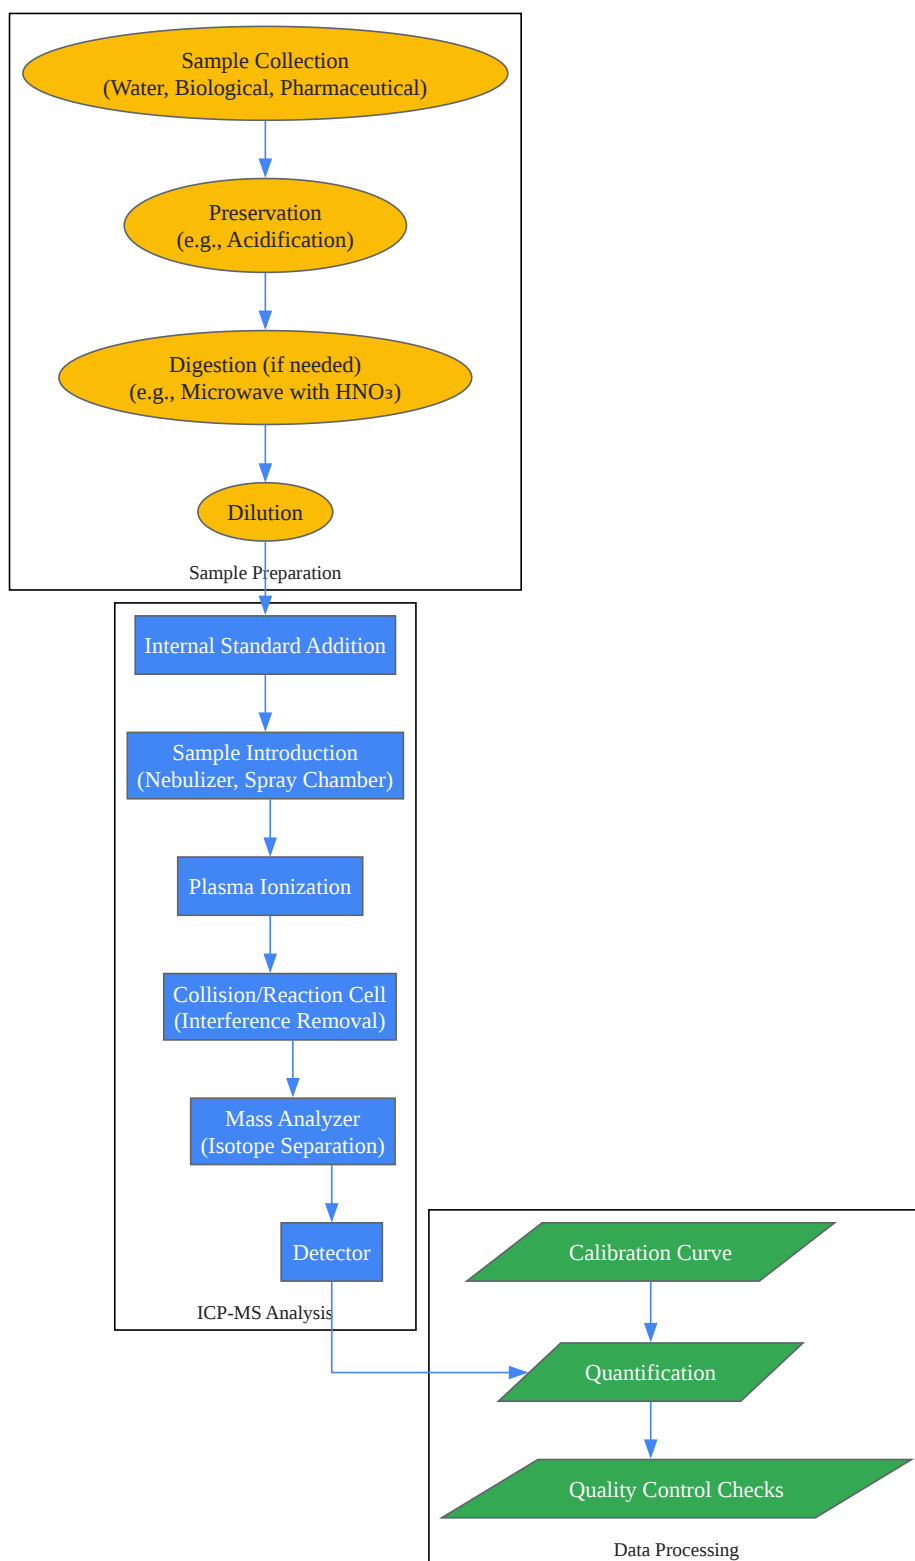 Sample Collection
(Water, Biological, Pharmaceutical)
Preservation
(e.g., Acidification)
Digestion (if needed)
(e.g., Microwave with HNO₃)
Dilution
Sample Preparation
Internal Standard Addition
Sample Introduction
(Nebulizer, Spray Chamber)
Plasma Ionization
Collision/Reaction Cell
(Interference Removal)
Mass Analyzer
(Isotope Separation)
Detector
ICP-MS Analysis
Calibration Curve
Quantification
Quality Control Checks
Data Processing